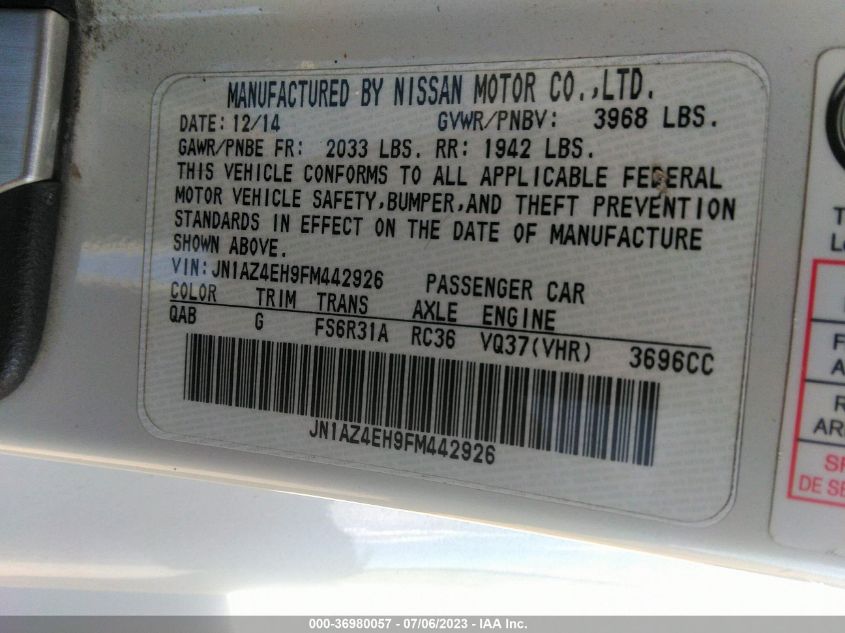 MANUFACTURED BY NISSAN MOTOR CO.,LTD.
DATE: 12/14 GVWR/PNBV: 3968 LBS.
GAWR/PNBE FR: 2033 LBS. RR: 1942 LBS.
THIS VEHICLE CONFORMS TO ALL APPLICABLE FEDERAL
MOTOR VEHICLE SAFETY,BUMPER,AND THEFT PREVENTION
STANDARDS IN EFFECT ON THE DATE OF MANUFACTURE
SHOWN ABOVE.
VIN:JN1AZ4EH9FM442926 PASSENGER CAR
COLOR TRIM TRANS AXLE ENGINE
QAB G FS6R31A RC36 VQ37(VHR) 3696CC
JN1AZ4EH9FM442926
DE
000-36980057 - 07/06/2023 - IAA Inc.